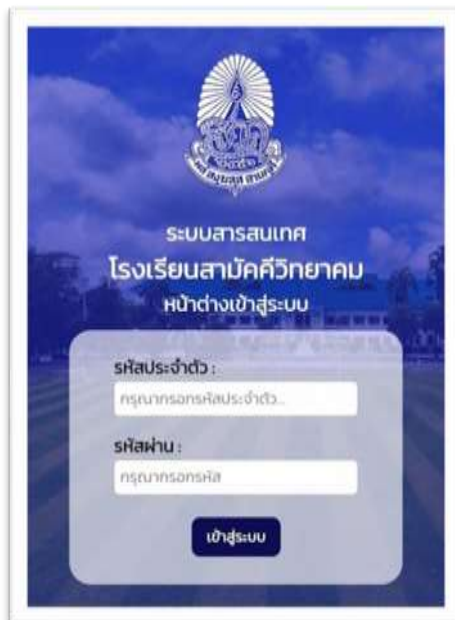 ระบบสารสนเทศ
โรงเรียนสามัคคีวิทยาคม
หน้าต่างเข้าสู่ระบบ
รหัสประจำตัว :
กรุณากรอกรหัสประจำตัว..
รหัสผ่าน :
กรุณากรอกรหัส
เข้าสู่ระบบ